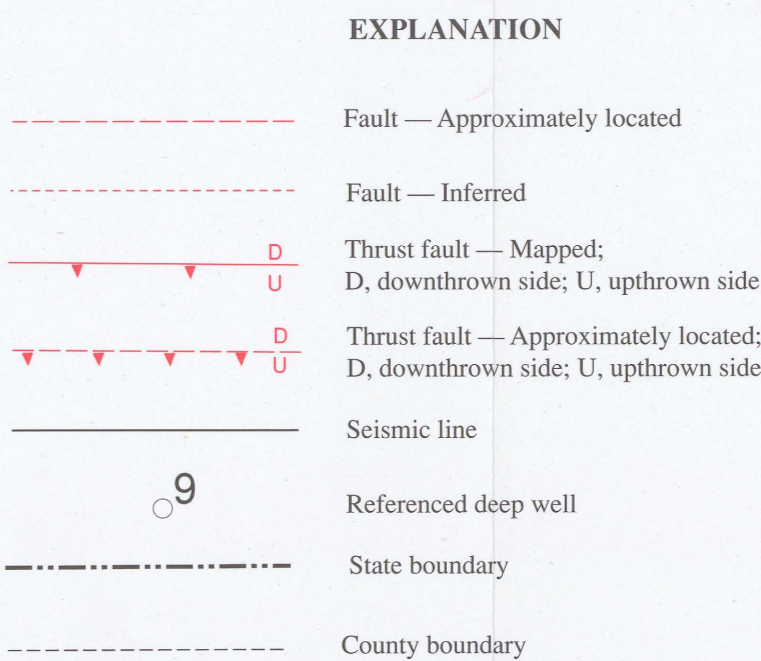 EXPLANATION
Fault — Approximately located
Fault — Inferred
D
U
Thrust fault — Mapped;
D, downthrown side; U, upthrown side
D
U
Thrust fault — Approximately located;
D, downthrown side; U, upthrown side
Seismic line
9
Referenced deep well
State boundary
County boundary